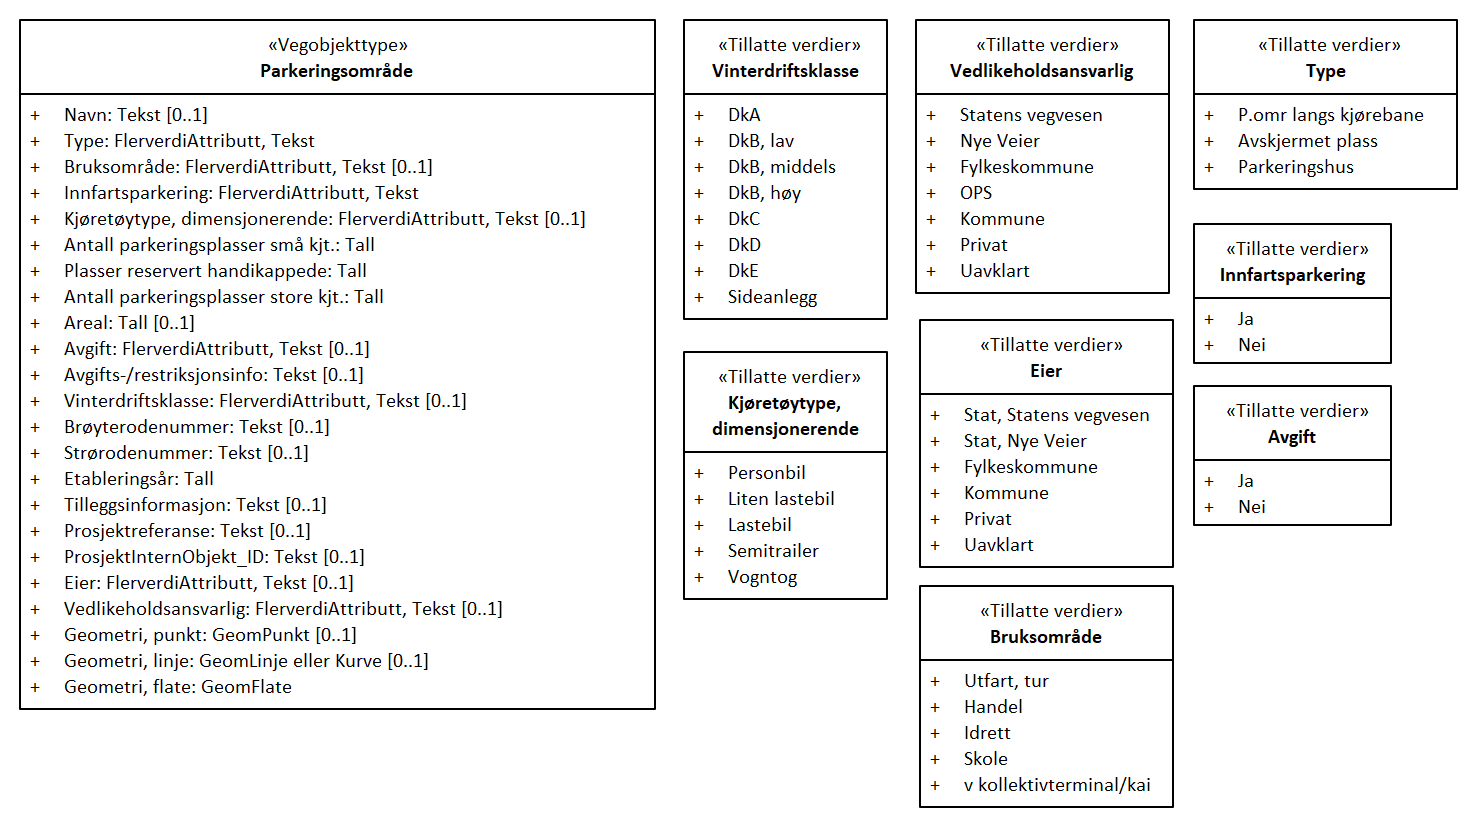 «Vegobjekttype»
Parkeringsområde
+ Navn: Tekst [0..1]
+ Type: FlerverdiAttributt, Tekst
+ Bruksområde: FlerverdiAttributt, Tekst [0..1]
+ Innfartsparkering: FlerverdiAttributt, Tekst
+ Kjøretøytype, dimensjonerende: FlerverdiAttributt, Tekst [0..1]
+ Antall parkeringsplasser små kjt.: Tall
+ Plasser reservert handikappede: Tall
+ Antall parkeringsplasser store kjt.: Tall
+ Areal: Tall [0..1]
+ Avgift: FlerverdiAttributt, Tekst [0..1]
+ Avgifts-/restriksjonsinfo: Tekst [0..1]
+ Vinterdriftsklasse: FlerverdiAttributt, Tekst [0..1]
+ Brøyterodenummer: Tekst [0..1]
+ Strørodenummer: Tekst [0..1]
+ Etableringsår: Tall
+ Tilleggsinformasjon: Tekst [0..1]
+ Prosjektreferanse: Tekst [0..1]
+ ProsjektInternObjekt_ID: Tekst [0..1]
+ Eier: FlerverdiAttributt, Tekst [0..1]
+ Vedlikeholdsansvarlig: FlerverdiAttributt, Tekst [0..1]
+ Geometri, punkt: GeomPunkt [0..1]
+ Geometri, linje: GeomLinje eller Kurve [0..1]
+ Geometri, flate: GeomFlate
«Tillatte verdier»
Vinterdriftsklasse
+ DkA
+ DkB, lav
+ DkB, middels
+ DkB, høy
+ DkC
+ DkD
+ DkE
+ Sideanlegg
«Tillatte verdier»
Kjøretøytype,
dimensjonerende
+ Personbil
+ Liten lastebil
+ Lastebil
+ Semitrailer
+ Vogntog
«Tillatte verdier»
Vedlikeholdsansvarlig
+ Statens vegvesen
+ Nye Veier
+ Fylkeskommune
+ OPS
+ Kommune
+ Privat
+ Uavklart
«Tillatte verdier»
Eier
+ Stat, Statens vegvesen
+ Stat, Nye Veier
+ Fylkeskommune
+ Kommune
+ Privat
+ Uavklart
«Tillatte verdier»
Bruksområde
+ Utfart, tur
+ Handel
+ Idrett
+ Skole
+ v kollektivterminal/kai
«Tillatte verdier»
Type
+ P.omr langs kjørebane
+ Avskjermet plass
+ Parkeringshus
«Tillatte verdier»
Innfartsparkering
+ Ja
+ Nei
«Tillatte verdier»
Avgift
+ Ja
+ Nei